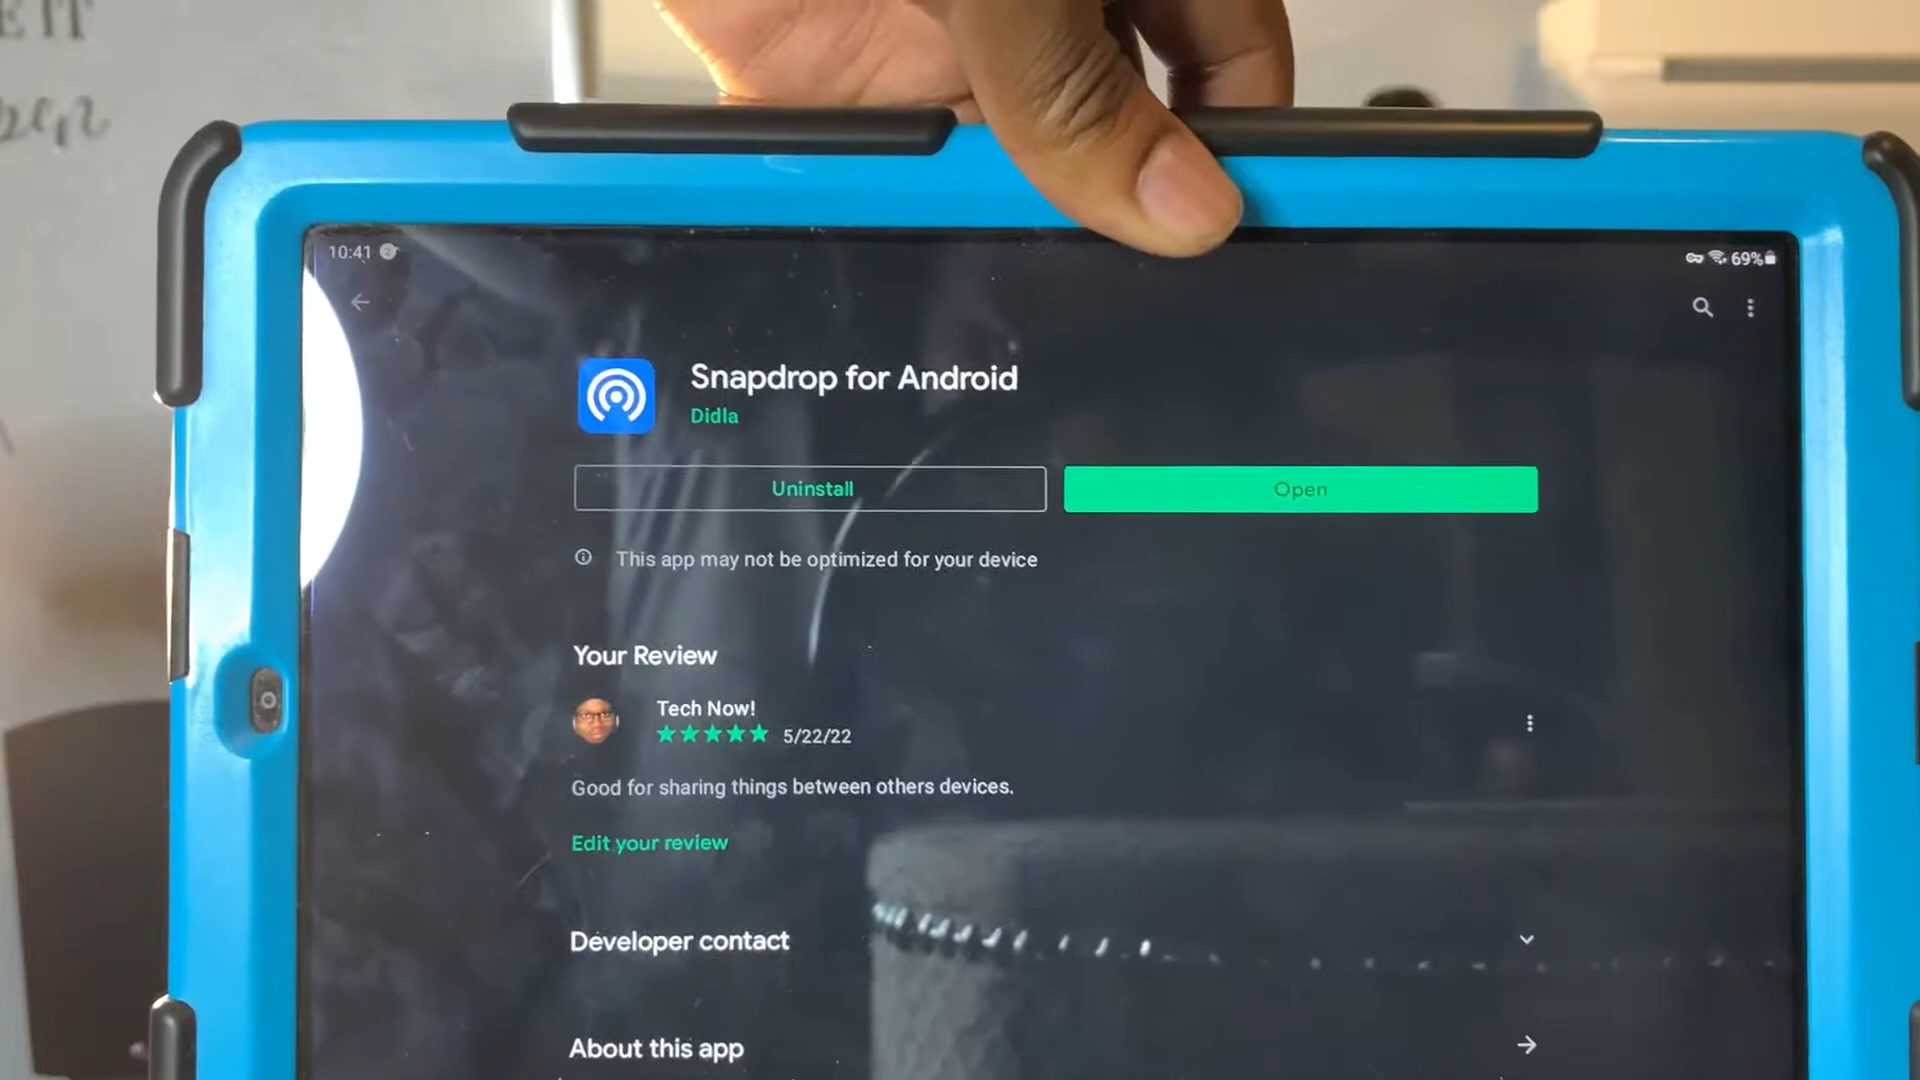 10:41
69%
Snapdrop for Android
Didla
Uninstall
Open
This app may not be optimized for your device
Your Review
Tech Now!
5/22/22
Good for sharing things between others devices.
Edit your review
Developer contact
About this app